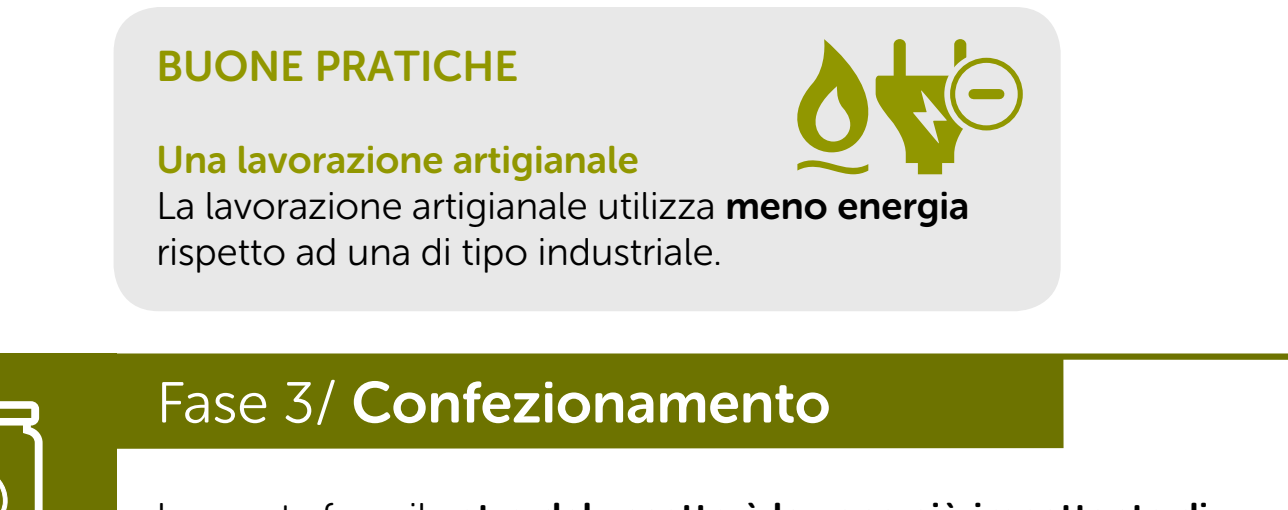 BUONE PRATICHE
Una lavorazione artigianale
La lavorazione artigianale utilizza meno energia
rispetto ad una di tipo industriale.
Fase 3/ Confezionamento